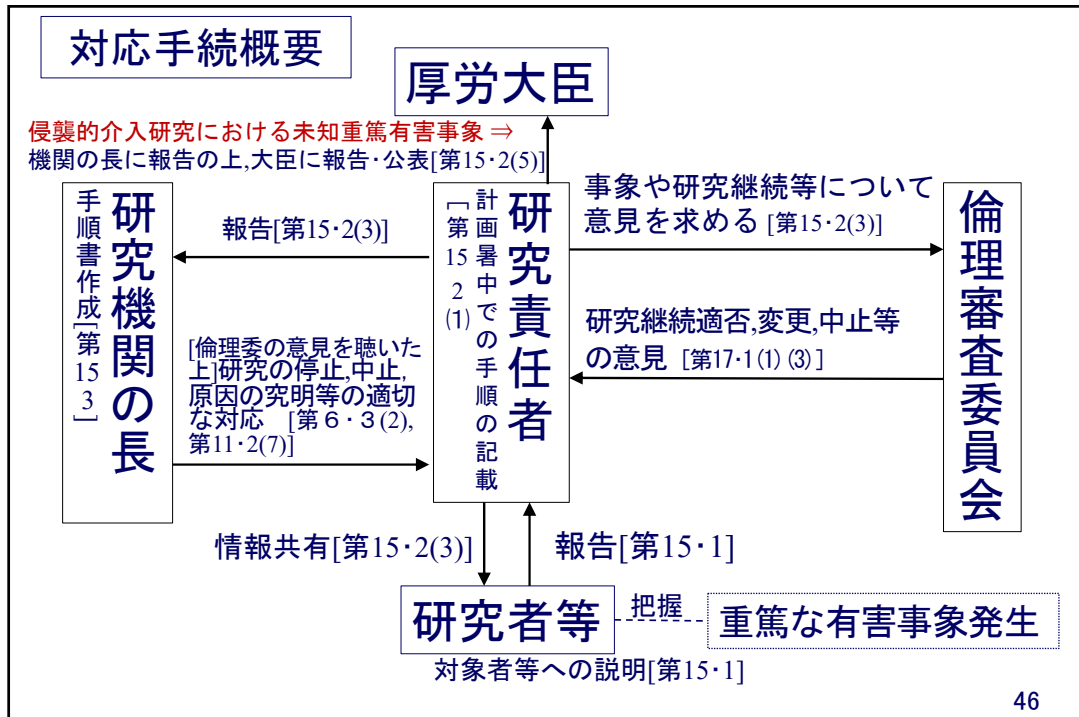 対応手続概要
厚労大臣
侵襲的介入研究における未知重篤有害事象 ⇒
機関の長に報告の上,大臣に報告・公表[第15・2(5)]
研究機関の長
手順書作成[第15 3]
報告[第15・2(3)]
[倫理委の意見を聴いた
上]研究の停止,中止,
原因の究明等の適切
な対応 [第6・3(2),
第11・2(7)]
研究責任者
計画暑中での手順の記載
[第15 2 (1)
事象や研究継続等について
意見を求める [第15・2(3)]
研究継続適否,変更,中止等
の意見 [第17・1(1)(3)]
倫理審査委員会
情報共有[第15・2(3)]
報告[第15・1]
研究者等
把握
重篤な有害事象発生
対象者等への説明[第15・1]
46